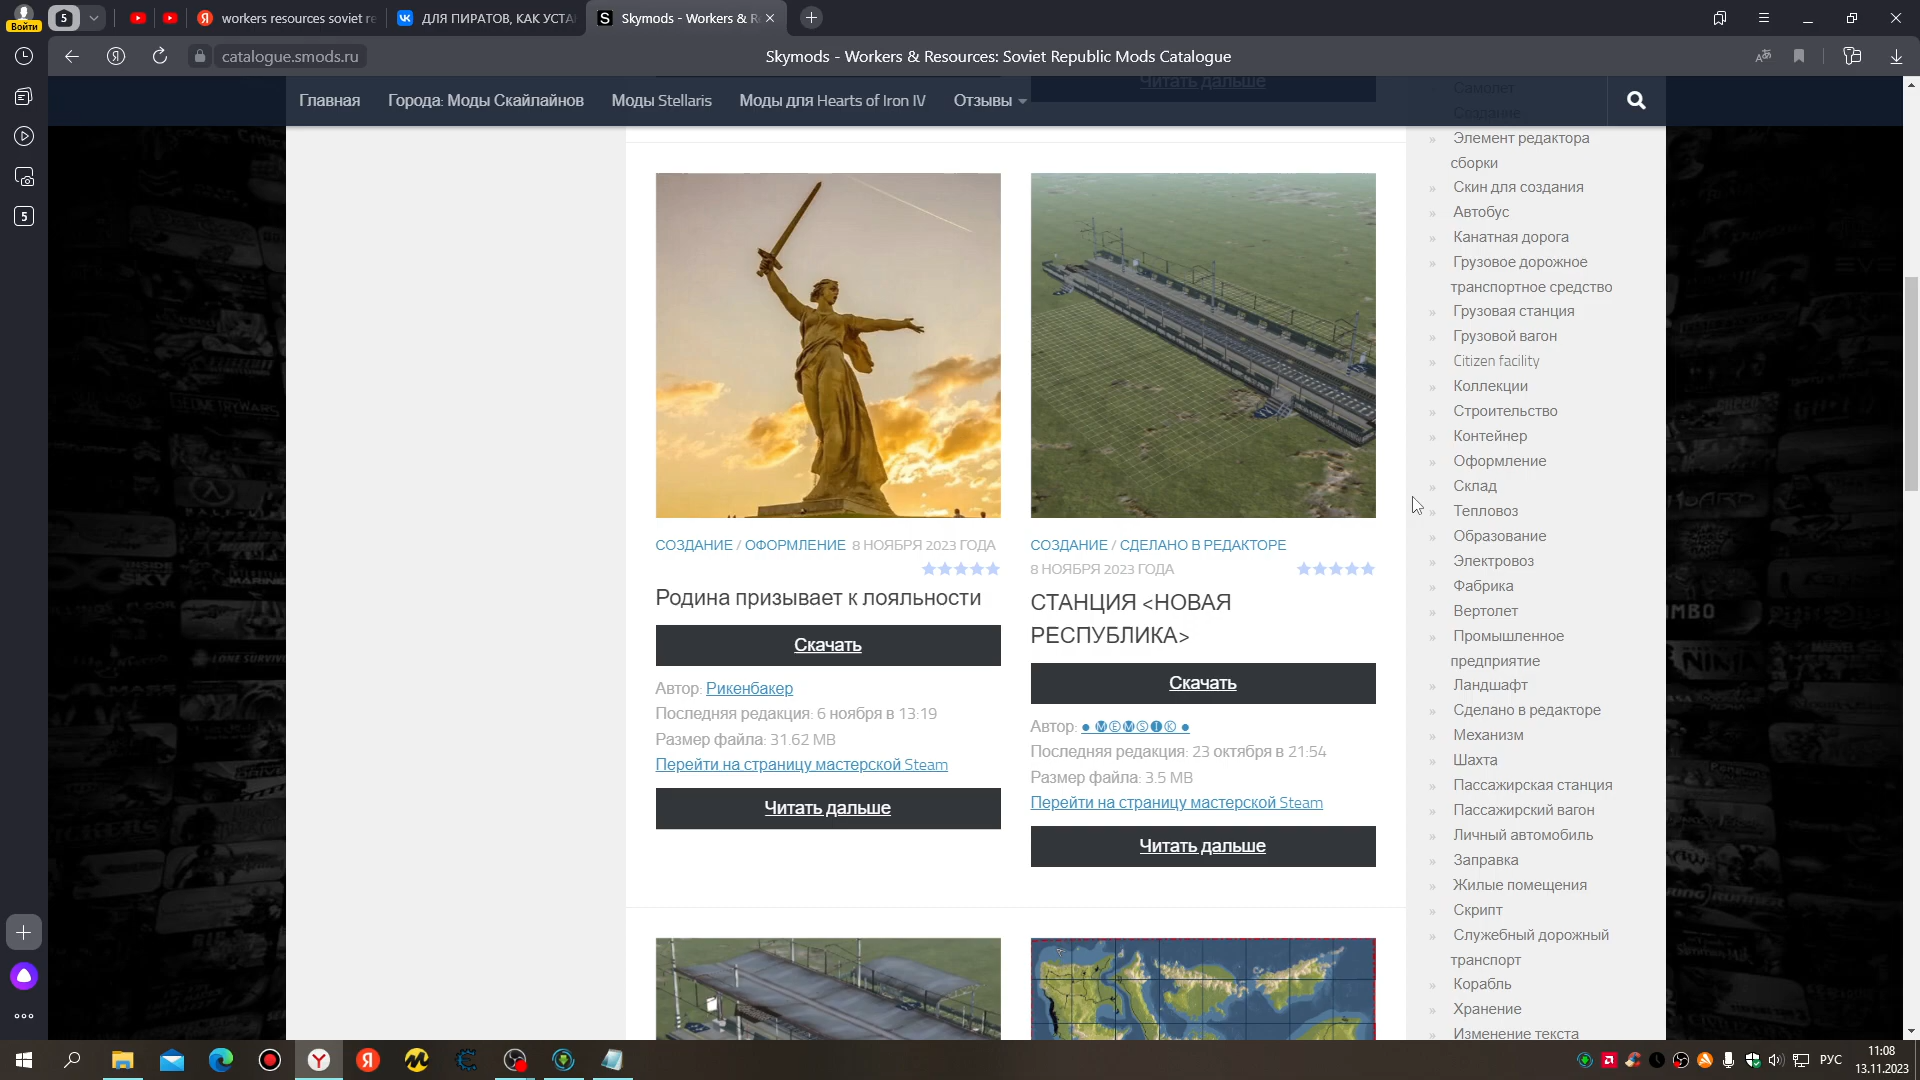 Войти
5
workers resources soviet re
ДЛЯ ПИРАТОВ, КАК УСТА
Skymods - Workers & R
catalogue.smods.ru
Skymods - Workers & Resources: Soviet Republic Mods Catalogue
5
Главная
Города: Моды Скайлайнов
Моды Stellaris
Моды для Hearts of Iron IV
Отзывы
Читать дальше
СОЗДАНИЕ / ОФОРМЛЕНИЕ 8 НОЯБРЯ 2023 ГОДА
Родина призывает к лояльности
Скачать
Автор: Рикенбакер
Последняя редакция: 6 ноября в 13:19
Размер файла: 31.62 MB
Перейти на страницу мастерской Steam
Читать дальше
СОЗДАНИЕ / СДЕЛАНО В РЕДАКТОРЕ
8 НОЯБРЯ 2023 ГОДА
СТАНЦИЯ <НОВАЯ
РЕСПУБЛИКА>
Скачать
Автор: ● ⓂⒺⓂⓈⒾⓀ ●
Последняя редакция: 23 октября в 21:54
Размер файла: 3.5 MB
Перейти на страницу мастерской Steam
Читать дальше
Самолет
Создание
Элемент редактора
сборки
Скин для создания
Автобус
Канатная дорога
Грузовое дорожное
транспортное средство
Грузовая станция
Грузовой вагон
Citizen facility
Коллекции
Строительство
Контейнер
Оформление
Склад
Тепловоз
Образование
Электровоз
Фабрика
Вертолет
Промышленное
предприятие
Ландшафт
Сделано в редакторе
Механизм
Шахта
Пассажирская станция
Пассажирский вагон
Личный автомобиль
Заправка
Жилые помещения
Скрипт
Служебный дорожный
транспорт
Корабль
Хранение
Изменение текста
РУС
11:08
13.11.2023